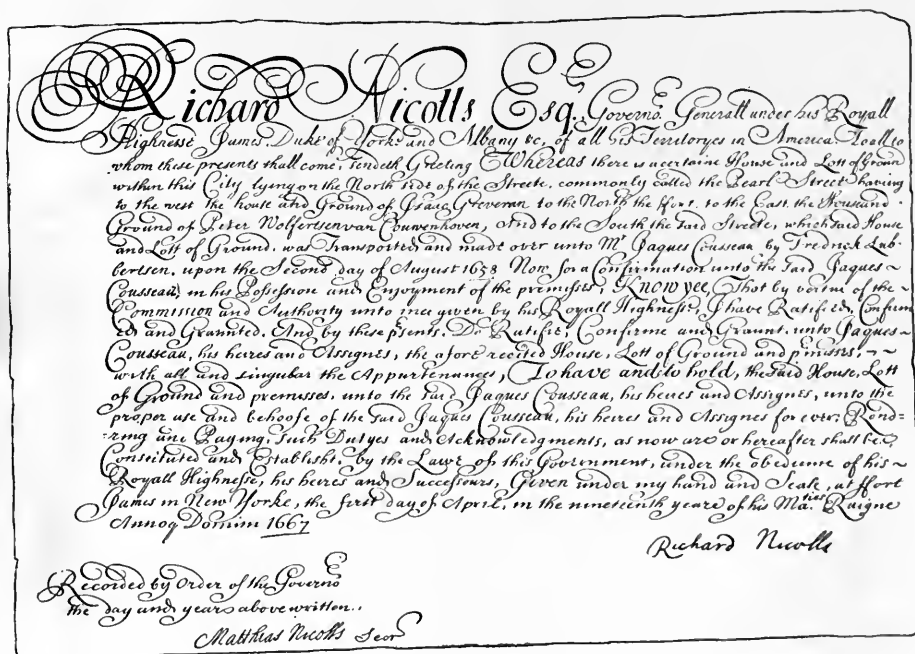 Richard Nicolls Esqr. Governor. Generall under his Royall
Highnesse James. Duke of Yorke and Albany &c, of all his Territoryes in America. To all to
whom these presents shall come, sendeth Greeting Whereas there is a certaine House and Lott of Groun
within this City lying on the North side of the Streete, commonly called the Pearl Street having
to the west the house and Ground of Isaac Greveraet to the North the ffort, to the East the House and
Ground of Peter Wolfersen van Couwenhoven, And to the South the said Streete, which said House
and Lott of Ground, was Transported and made over unto Mr Jaques Cousseau by Fredrick Lub-
bertsen, upon the Second day of August 1658 Now for a Confirmation unto the said Jaques~
Cousseau, in his Possession and Enjoyment of the premisses, Know yee, That by vertue of the~
Commission and Authority unto mee given by his Royall Highnesse, I have Ratified, Confirm
ed and Graunted. And by these psents. Do, Ratifie, Confirme and Graunt. unto Jaques~
Cousseau, his heires and Assignes, the afore recited House, Lott of Ground and pmisses, ~~
with all and singular the Appurtenances, To have and to hold, the said House, Lott
of Ground and premisses, unto the said Jaques Cousseau, his heires and Assignes, unto the
proper use and behoofe of the said Jaques Cousseau, his heires and Assignes for ever, Rend=
=ring and Paying, such Dutyes and Acknowledgments, as now are or hereafter shall bee
Constituted and Establisht, by the Lawes of this Government, under the obedience of his~
Royall Highnesse, his heires and Successours, Given under my hand and Seale, at ffort
James in New Yorke, the first day of April, in the nineteenth yeare of his Maties Raigne
Annoq Domini 1667
Richard Nicolls
Recorded by Order of the Governor
the day and yeare above written..
Matthias Nicolls Secr